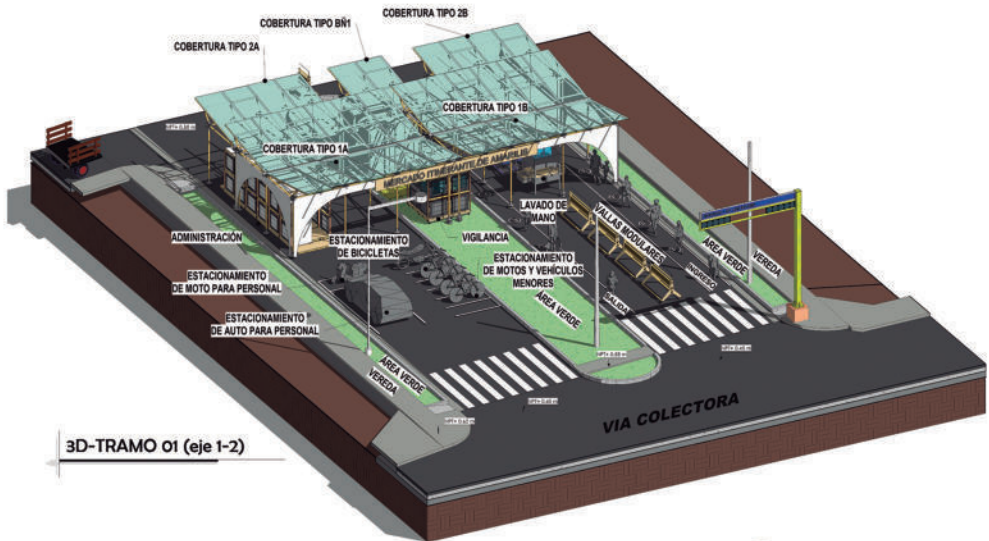 COBERTURA TIPO 2B
COBERTURA TIPO BÑ1
COBERTURA TIPO 2A
COBERTURA TIPO 1B
COBERTURA TIPO 1A
MERCADO ITINERANTE DE AMARILIS
LAVADO DE
MANO
VALLAS MODULARES
ADMINISTRACIÓN
ESTACIONAMIENTO
DE BICICLETAS
VIGILANCIA
ÁREA VERDE
VEREDA
ESTACIONAMIENTO
DE MOTO PARA PERSONAL
ESTACIONAMIENTO
DE MOTOS Y VEHÍCULOS
MENORES
INGRESO
SALIDA
ÁREA VERDE
ESTACIONAMIENTO
DE AUTO PARA PERSONAL
ÁREA VERDE
VEREDA
VIA COLECTORA
3D-TRAMO 01 (eje 1-2)